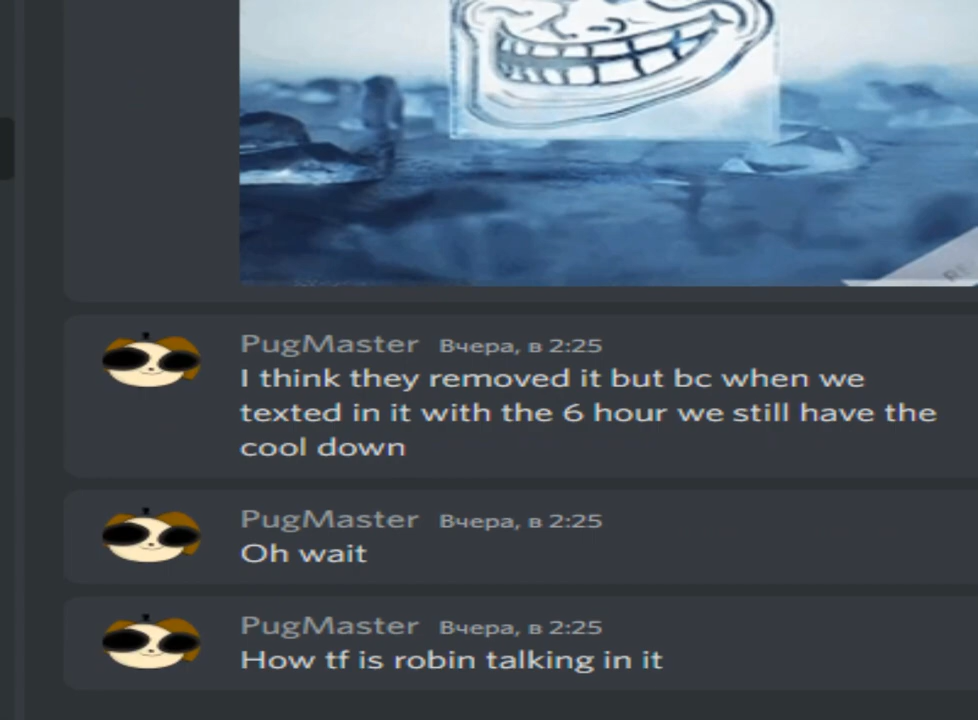 PugMaster Вчера, в 2:25
I think they removed it but bc when we
texted in it with the 6 hour we still have the
cool down
PugMaster Вчера, в 2:25
Oh wait
PugMaster Вчера, в 2:25
How tf is robin talking in it